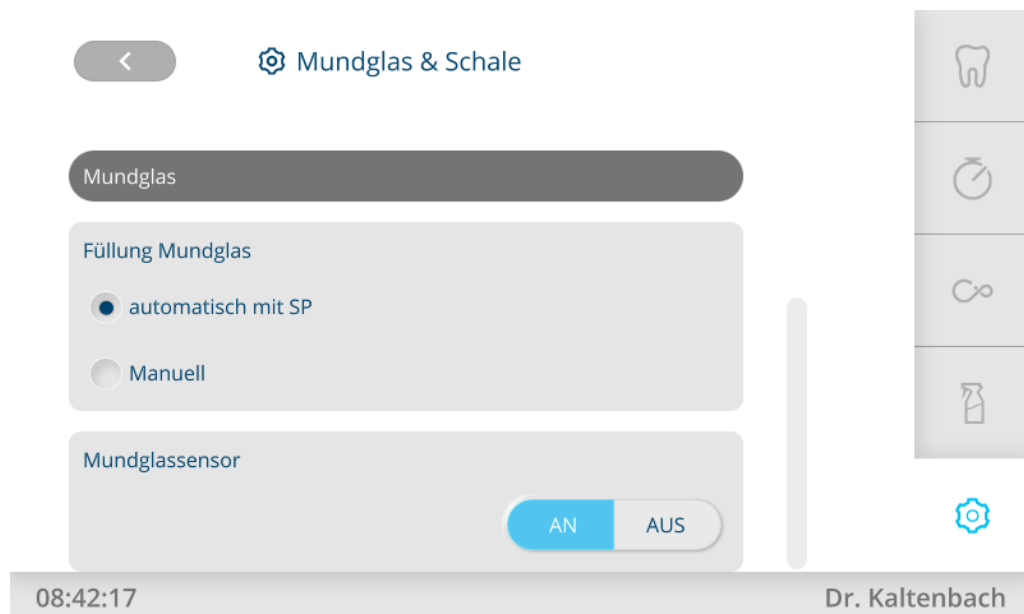 Mundglas & Schale
Mundglas
Füllung Mundglas
automatisch mit SP
Manuell
Mundglassensor
AN AUS
08:42:17 Dr. Kaltenbach